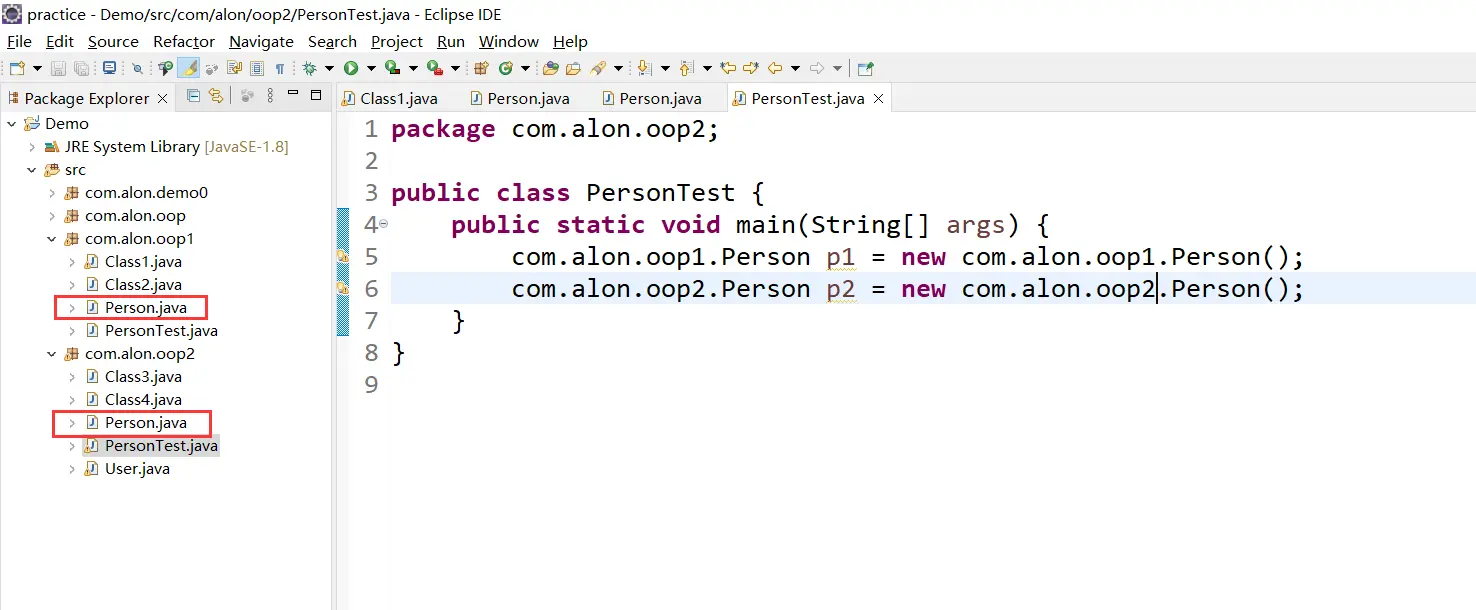 practice - Demo/src/com/alon/oop2/PersonTest.java - Eclipse IDE
File Edit Source Refactor Navigate Search Project Run Window Help
Package Explorer
Demo
JRE System Library [JavaSE-1.8]
src
com.alon.demo0
com.alon.oop
com.alon.oop1
Class1.java
Class2.java
Person.java
PersonTest.java
com.alon.oop2
Class3.java
Class4.java
Person.java
PersonTest.java
User.java
Class1.java Person.java Person.java PersonTest.java
1 package com.alon.oop2;
2
3 public class PersonTest {
4 public static void main(String[] args) {
5 com.alon.oop1.Person p1 = new com.alon.oop1.Person();
6 com.alon.oop2.Person p2 = new com.alon.oop2.Person();
7 }
8 }
9